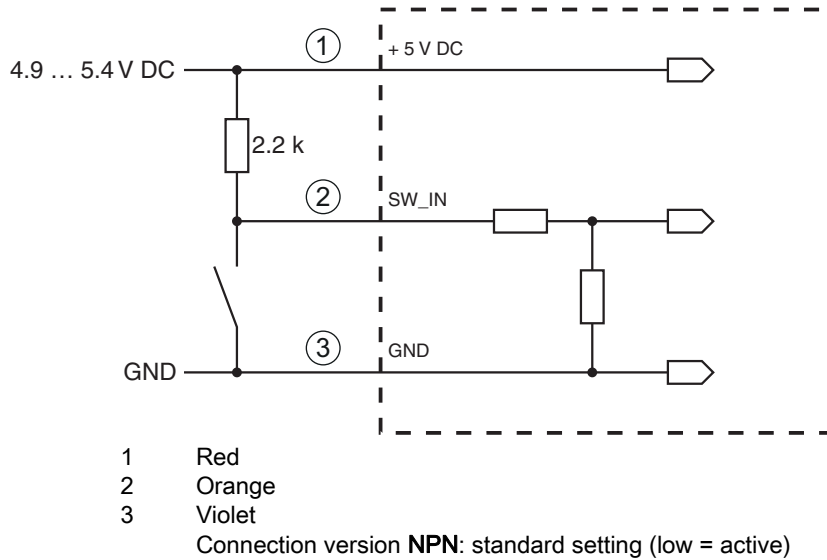 ① + 5 V DC
4.9 … 5.4 V DC
2.2 k
② SW_IN
③ GND
GND
1 Red
2 Orange
3 Violet
Connection version NPN: standard setting (low = active)